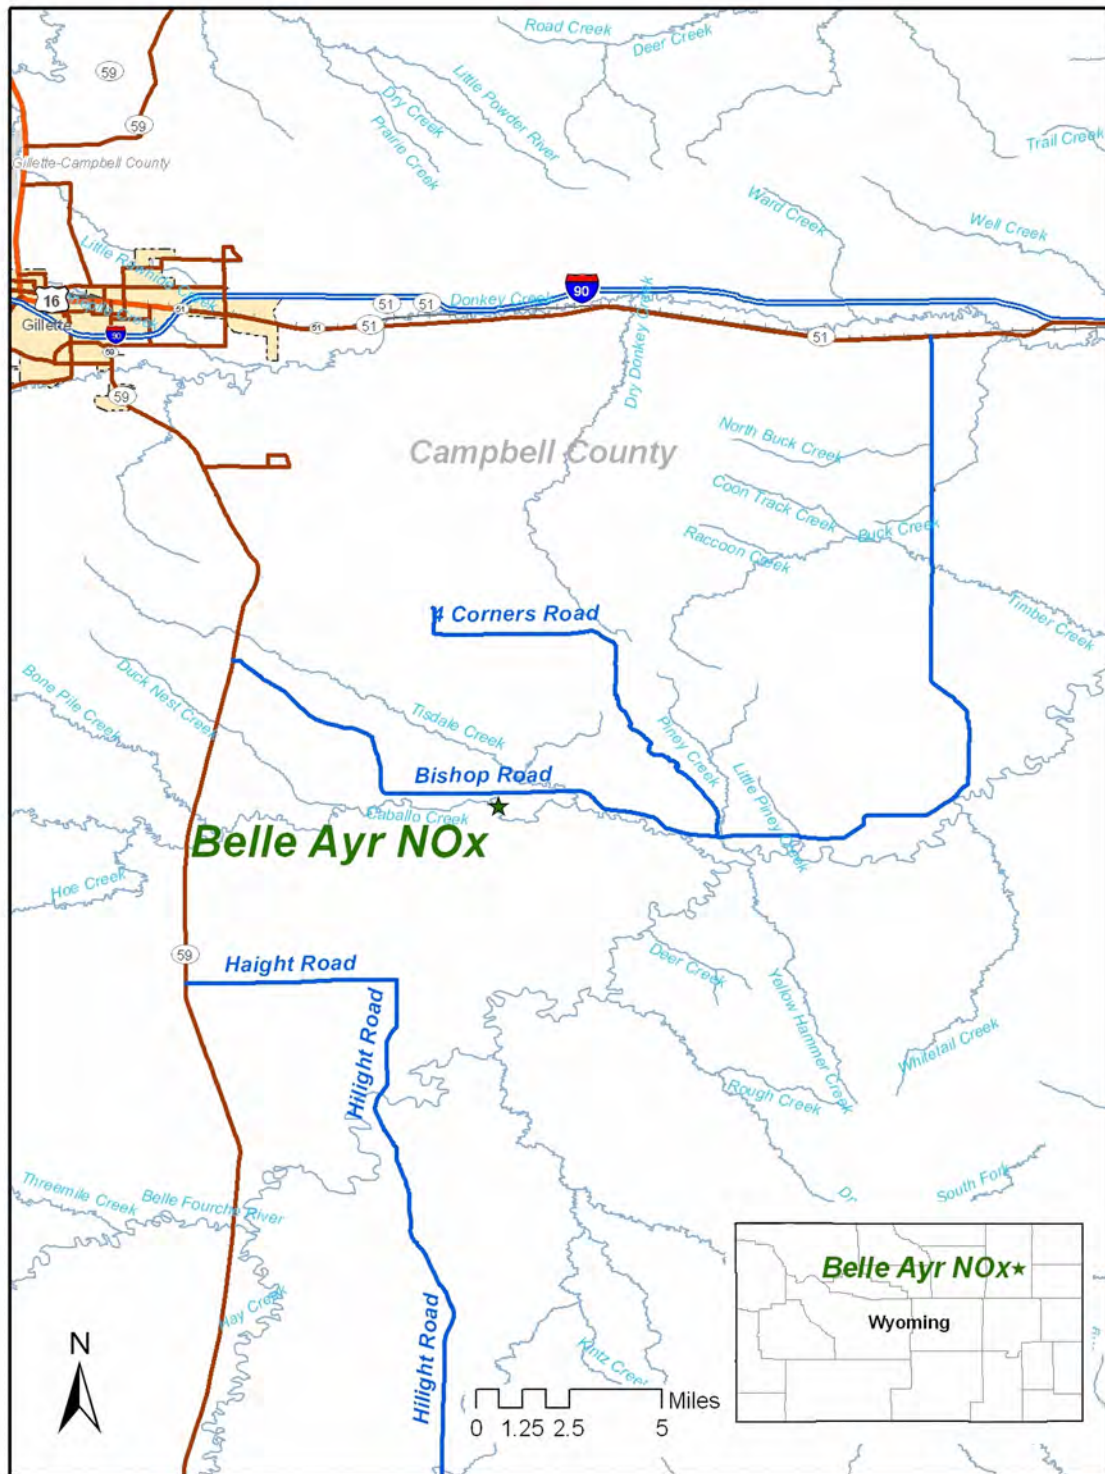 Road Creek
Deer Creek
Little Powder River
Dry Creek
Prairie Creek
Trail Creek
59
59
Gillette-Campbell County
Ward Creek
Well Creek
Little Rawhide Creek
16
Gillette
90
51
59
51
51
51
51
Donkey Creek
90
51
Dry Donkey Creek
59
Campbell County
North Buck Creek
Coon Track Creek
Buck Creek
Raccoon Creek
Timber Creek
4 Corners Road
Bone Pile Creek
Duck Nest Creek
Tisdale Creek
Piney Creek
Bishop Road
Little Piney Creek
Caballo Creek
Belle Ayr NOx
Hoe Creek
59
Haight Road
Deer Creek
Yellow Hammer Creek
Hilight Road
Whitetail Creek
Rough Creek
Threemile Creek
Belle Fourche River
South Fork
Hay Creek
Hilight Road
Kintz Creek
Belle Ayr NOx
Wyoming
N
Miles
0 1.25 2.5 5